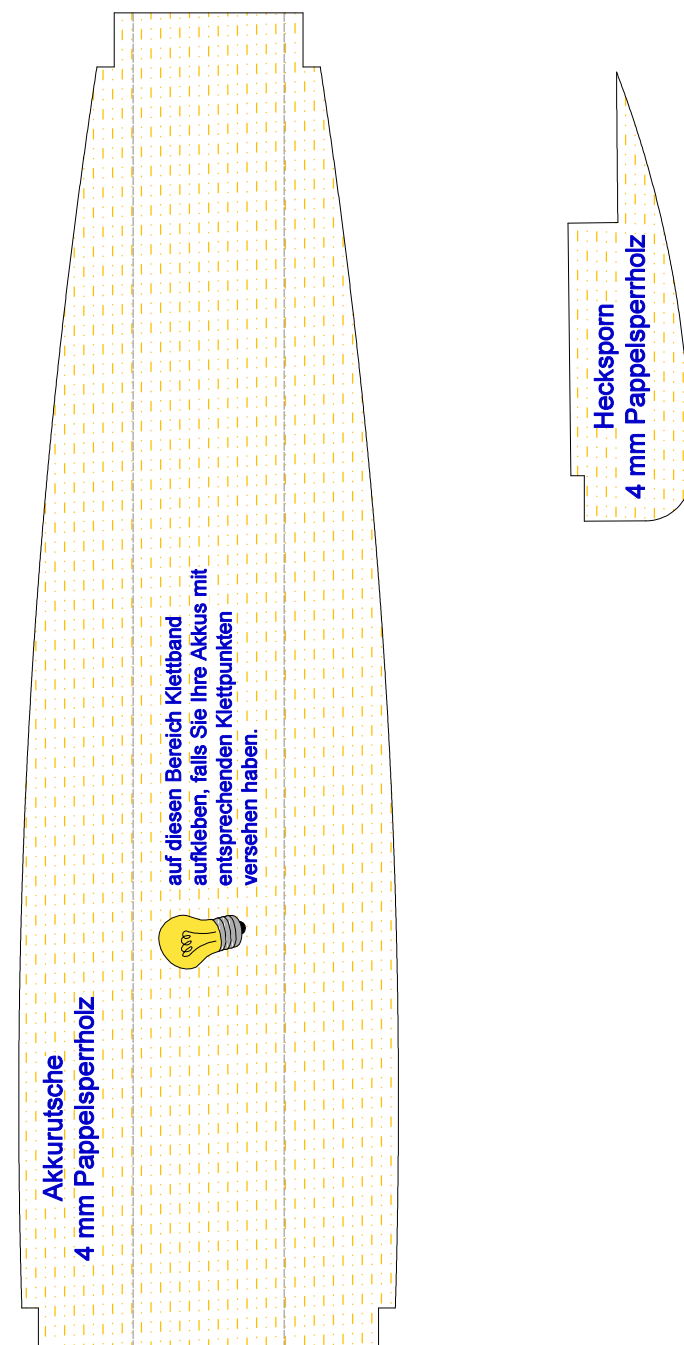 Akkurutsche
4 mm Pappelsperrholz
auf diesen Bereich Klettband
aufkleben, falls Sie Ihre Akkus mit
entsprechenden Klettpunkten
versehen haben.
Hecksporn
4 mm Pappelsperrholz